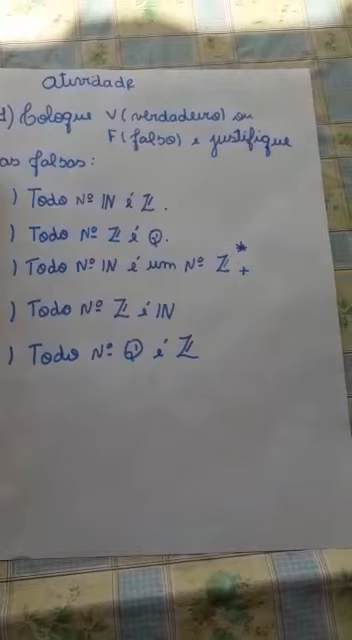 Atividade
1) Coloque V (verdadeiro) ou
F (falso) e justifique
as falsas:
) Todo Nº IN é Z.
) Todo Nº Z é Q.
) Todo Nº IN é um Nº Z*+
) Todo Nº Z é IN
) Todo Nº Q é Z